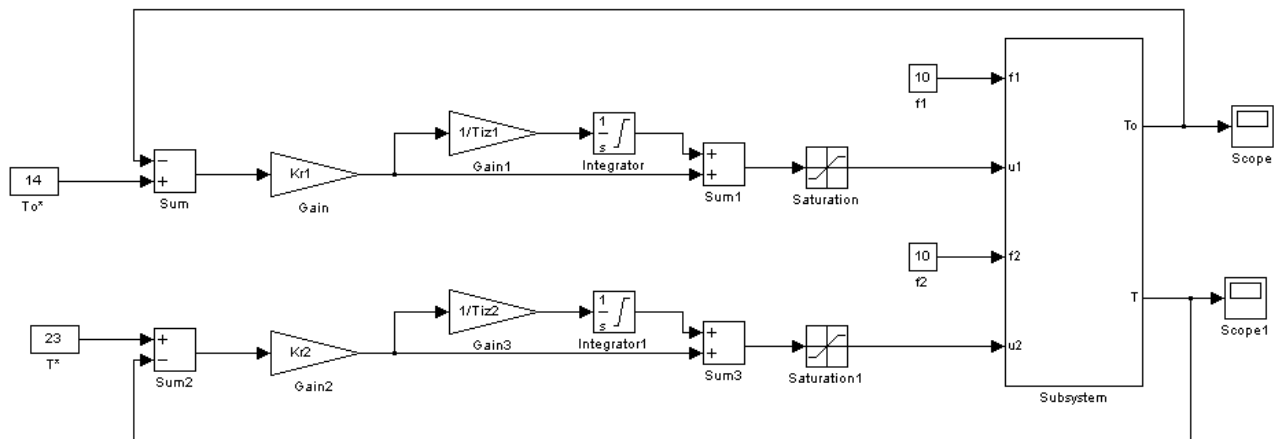 10
f1
f1
1/Tiz1
Gain1
1
s
Integrator
To
Scope
−
+
14
To*
Sum
Kr1
Gain
+
+
Sum1
Saturation
u1
10
f2
f2
1/Tiz2
Gain3
1
s
Integrator1
T
Scope1
23
T*
+
−
Sum2
Kr2
Gain2
+
+
Sum3
Saturation1
u2
Subsystem